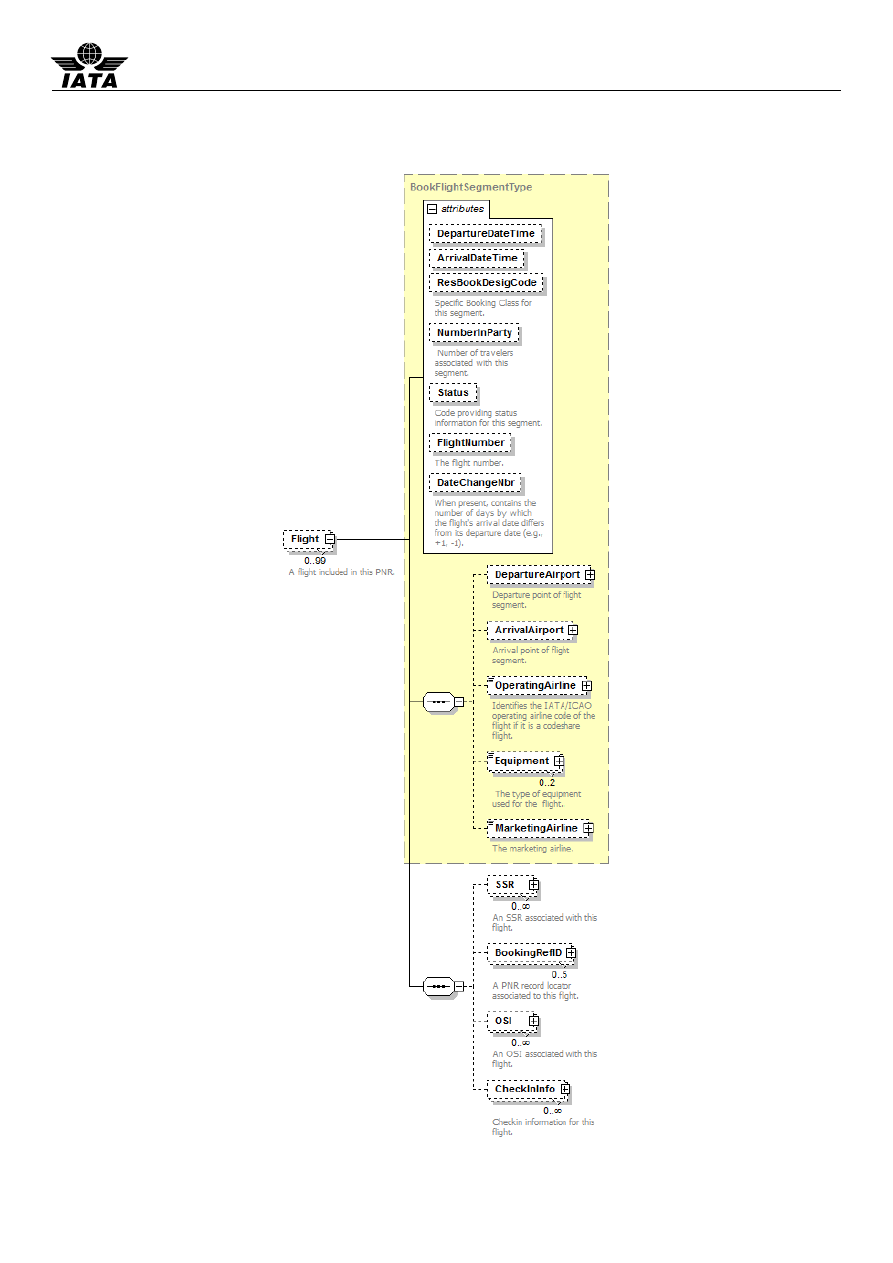 IATA
BookFlightSegmentType
attributes
DepartureDateTime
ArrivalDateTime
ResBookDesigCode
Specific Booking Class for
this segment.
NumberInParty
Number of travelers
associated with this
segment.
Status
Code providing status
information for this segment.
FlightNumber
The flight number.
DateChangeNbr
When present, contains the
number of days by which
the flight's arrival date differs
from its departure date (e.g.,
+1, -1).
Flight
0..99
A flight included in this PNR.
DepartureAirport
Departure point of flight
segment.
ArrivalAirport
Arrival point of flight
segment.
OperatingAirline
Identifies the IATA/ICAO
operating airline code of the
flight if it is a codeshare
flight.
Equipment
0..2
The type of equipment
used for the flight.
MarketingAirline
The marketing airline.
SSR
0..∞
An SSR associated with this
flight.
BookingRefID
0..5
A PNR record locator
associated to this flight.
OSI
0..∞
An OSI associated with this
flight.
CheckInInfo
0..∞
Checkin information for this
flight.